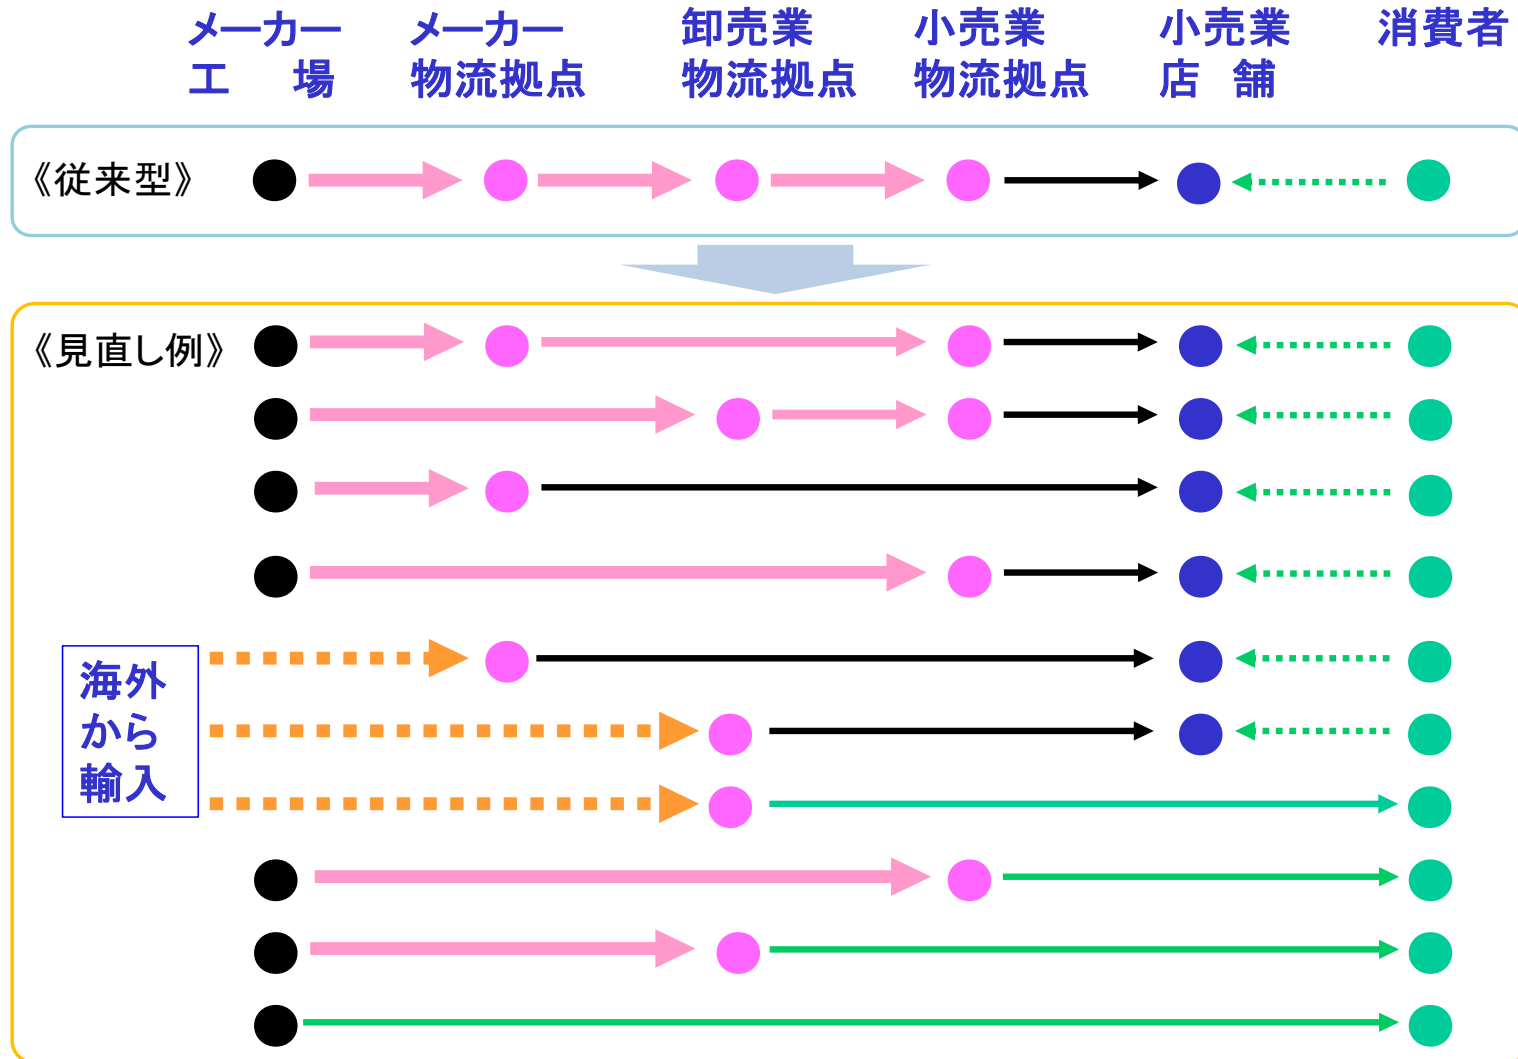 メーカー メーカー 卸売業 小売業 小売業 消費者
工 場 物流拠点 物流拠点 物流拠点 店 舗
《従来型》
《見直し例》
海外
から
輸入